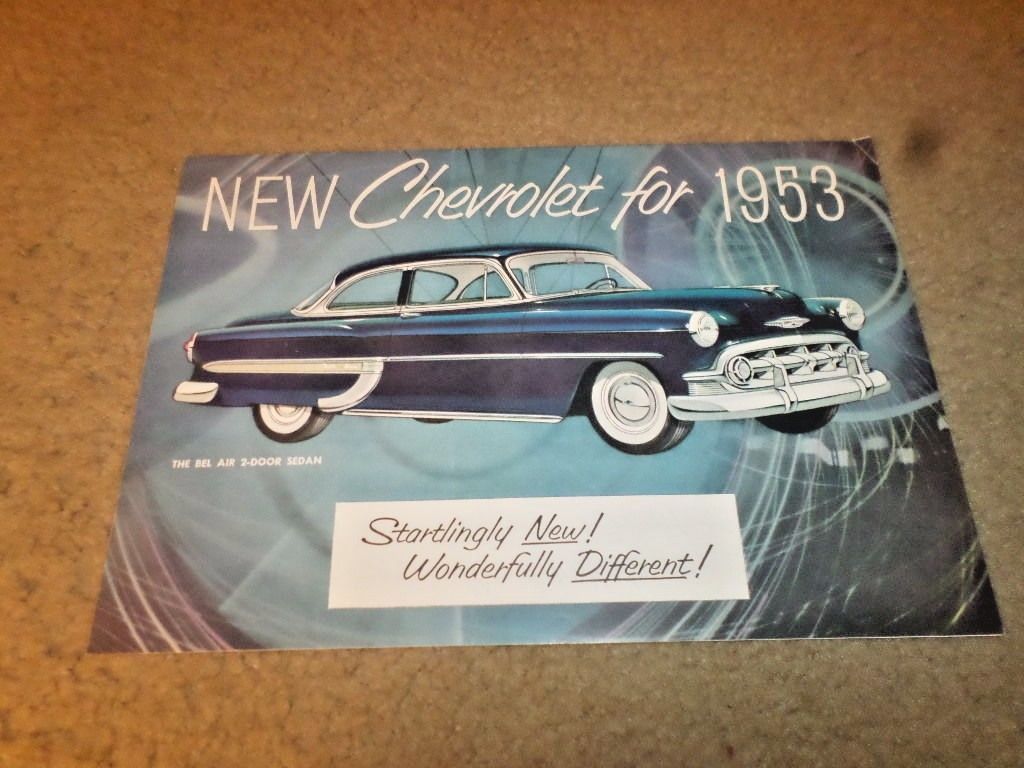 NEW Chevrolet for 1953
THE BEL AIR 2-DOOR SEDAN
Startlingly New!
Wonderfully Different!